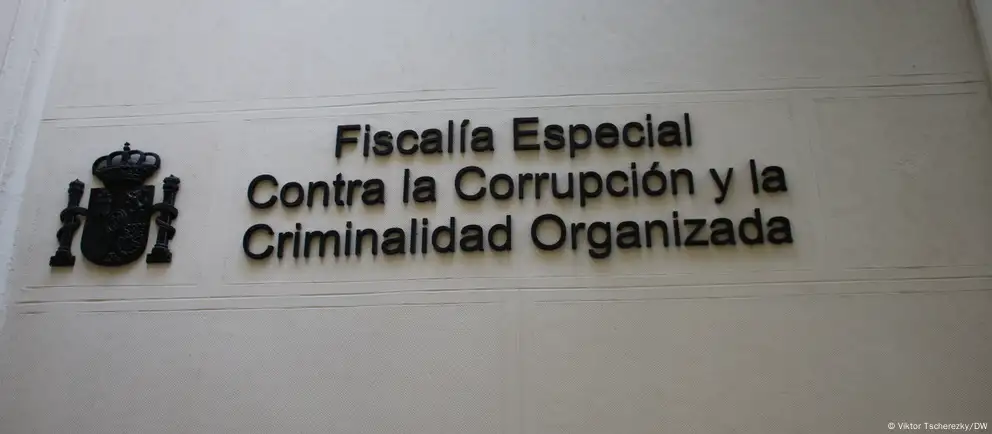 Fiscalía Especial
Contra la Corrupción y la
Criminalidad Organizada
© Viktor Tscherezky/DW